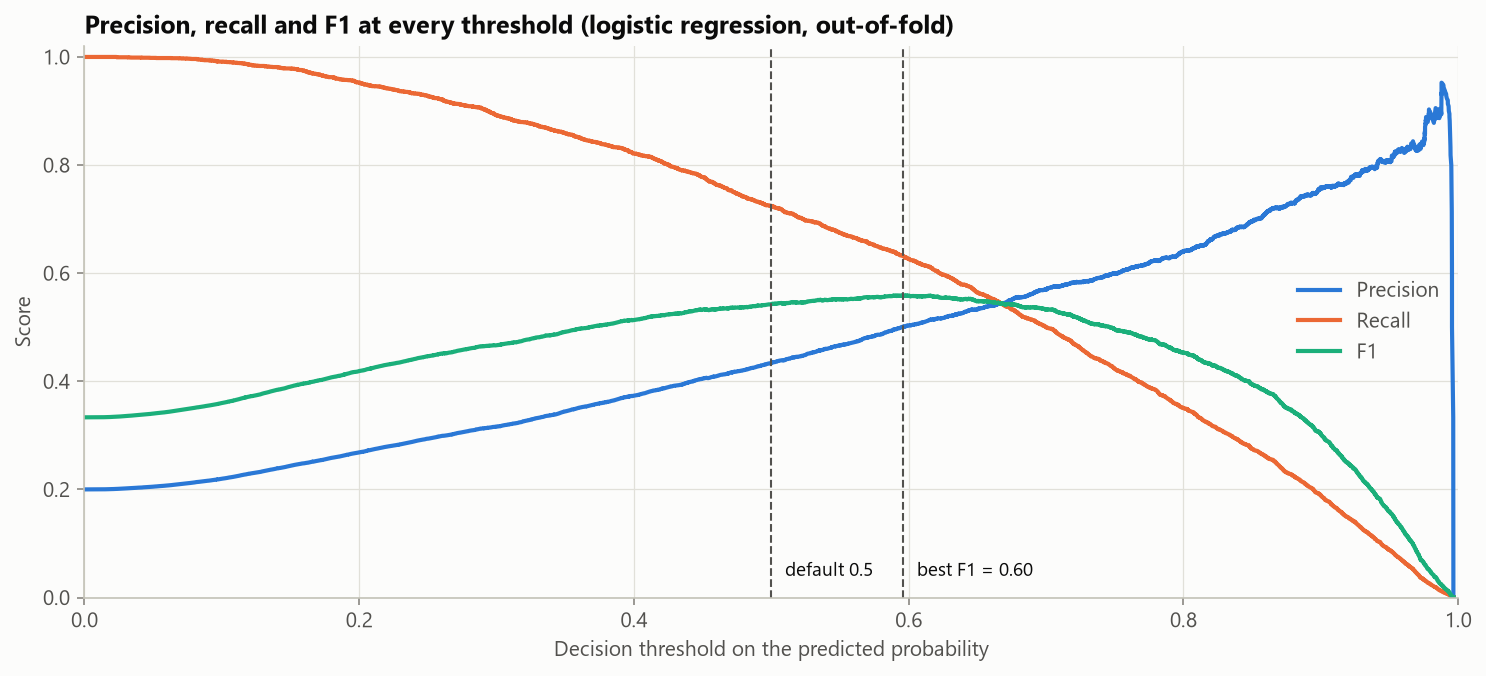 Precision, recall and F1 at every threshold (logistic regression, out-of-fold)
1.0
0.8
0.6
0.4
0.2
0.0
Score
Precision
Recall
F1
default 0.5
best F1 = 0.60
0.0 0.2 0.4 0.6 0.8 1.0
Decision threshold on the predicted probability